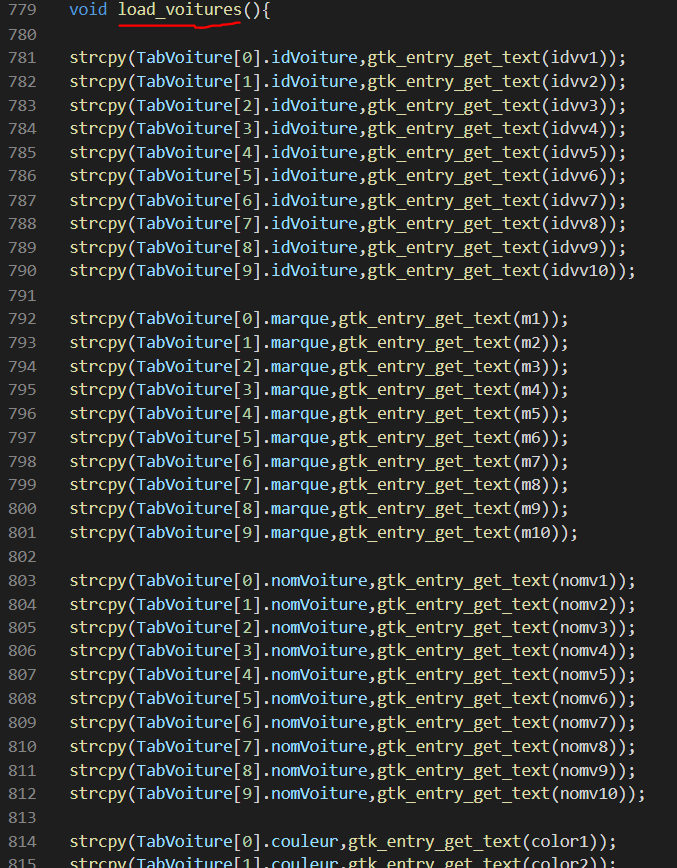 779 void load_voitures(){
780
781 strcpy(TabVoiture[0].idVoiture,gtk_entry_get_text(idvv1));
782 strcpy(TabVoiture[1].idVoiture,gtk_entry_get_text(idvv2));
783 strcpy(TabVoiture[2].idVoiture,gtk_entry_get_text(idvv3));
784 strcpy(TabVoiture[3].idVoiture,gtk_entry_get_text(idvv4));
785 strcpy(TabVoiture[4].idVoiture,gtk_entry_get_text(idvv5));
786 strcpy(TabVoiture[5].idVoiture,gtk_entry_get_text(idvv6));
787 strcpy(TabVoiture[6].idVoiture,gtk_entry_get_text(idvv7));
788 strcpy(TabVoiture[7].idVoiture,gtk_entry_get_text(idvv8));
789 strcpy(TabVoiture[8].idVoiture,gtk_entry_get_text(idvv9));
790 strcpy(TabVoiture[9].idVoiture,gtk_entry_get_text(idvv10));
791
792 strcpy(TabVoiture[0].marque,gtk_entry_get_text(m1));
793 strcpy(TabVoiture[1].marque,gtk_entry_get_text(m2));
794 strcpy(TabVoiture[2].marque,gtk_entry_get_text(m3));
795 strcpy(TabVoiture[3].marque,gtk_entry_get_text(m4));
796 strcpy(TabVoiture[4].marque,gtk_entry_get_text(m5));
797 strcpy(TabVoiture[5].marque,gtk_entry_get_text(m6));
798 strcpy(TabVoiture[6].marque,gtk_entry_get_text(m7));
799 strcpy(TabVoiture[7].marque,gtk_entry_get_text(m8));
800 strcpy(TabVoiture[8].marque,gtk_entry_get_text(m9));
801 strcpy(TabVoiture[9].marque,gtk_entry_get_text(m10));
802
803 strcpy(TabVoiture[0].nomVoiture,gtk_entry_get_text(nomv1));
804 strcpy(TabVoiture[1].nomVoiture,gtk_entry_get_text(nomv2));
805 strcpy(TabVoiture[2].nomVoiture,gtk_entry_get_text(nomv3));
806 strcpy(TabVoiture[3].nomVoiture,gtk_entry_get_text(nomv4));
807 strcpy(TabVoiture[4].nomVoiture,gtk_entry_get_text(nomv5));
808 strcpy(TabVoiture[5].nomVoiture,gtk_entry_get_text(nomv6));
809 strcpy(TabVoiture[6].nomVoiture,gtk_entry_get_text(nomv7));
810 strcpy(TabVoiture[7].nomVoiture,gtk_entry_get_text(nomv8));
811 strcpy(TabVoiture[8].nomVoiture,gtk_entry_get_text(nomv9));
812 strcpy(TabVoiture[9].nomVoiture,gtk_entry_get_text(nomv10));
813
814 strcpy(TabVoiture[0].couleur,gtk_entry_get_text(color1));
815 strcpy(TabVoiture[1].couleur,gtk_entry_get_text(color2));